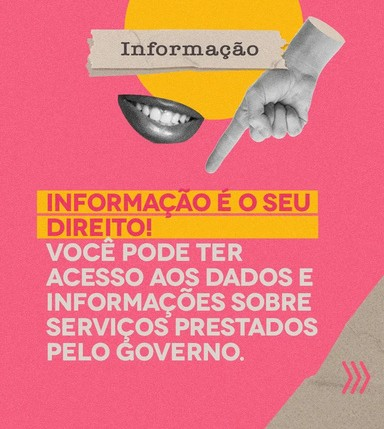 Informação
INFORMAÇÃO É O SEU
DIREITO!
VOCÊ PODE TER
ACESSO AOS DADOS E
INFORMAÇÕES SOBRE
SERVIÇOS PRESTADOS
PELO GOVERNO.